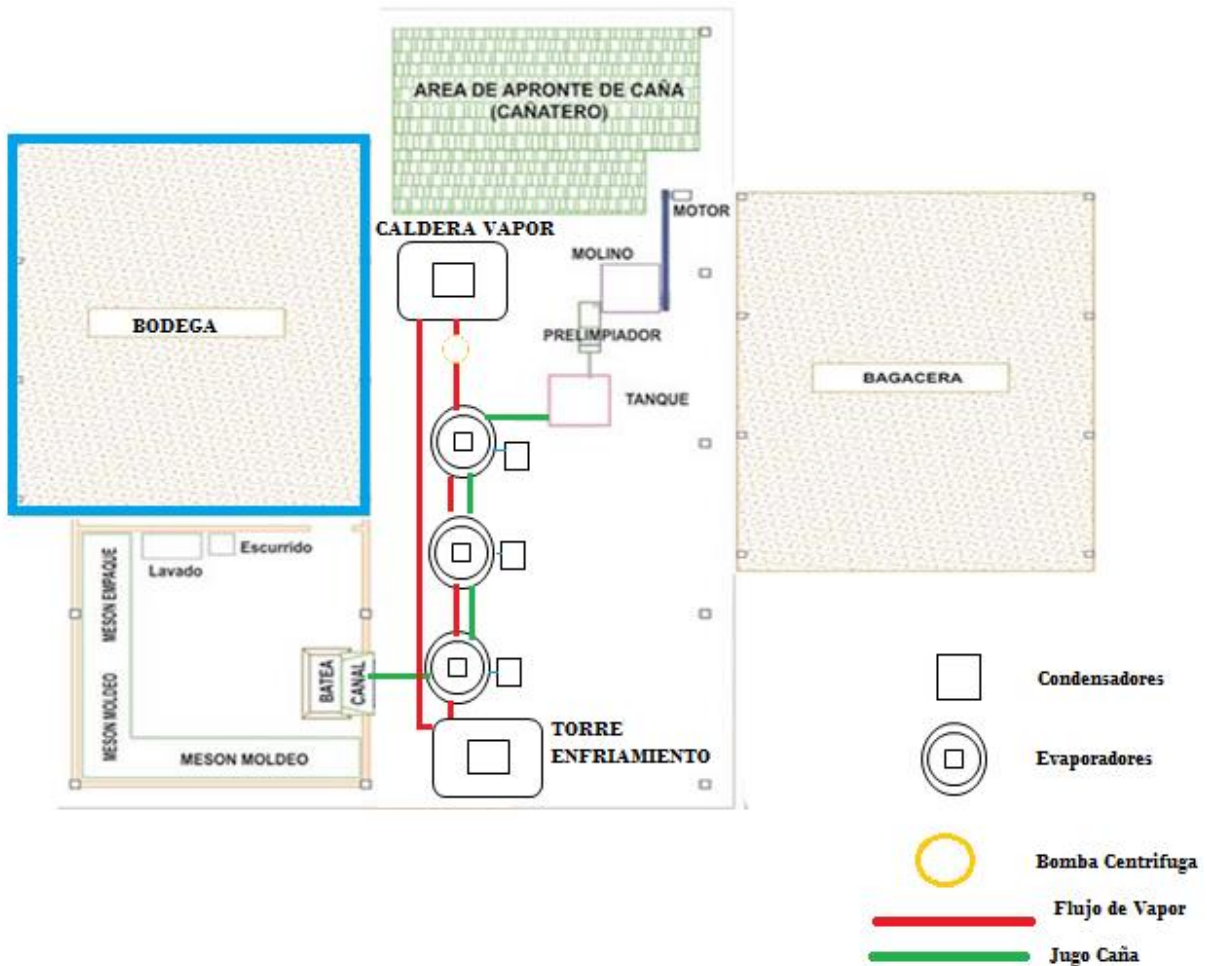 AREA DE APRONTE DE CAÑA
(CAÑATERO)
MOTOR
CALDERA VAPOR
MOLINO
BODEGA
PRELIMPIADOR
BAGACERA
TANQUE
Escurrido
Lavado
MESON EMPAQUE
MESON MOLDEO
BATEA
CANAL
MESON MOLDEO
TORRE
ENFRIAMIENTO
Condensadores
Evaporadores
Bomba Centrifuga
Flujo de Vapor
Jugo Caña